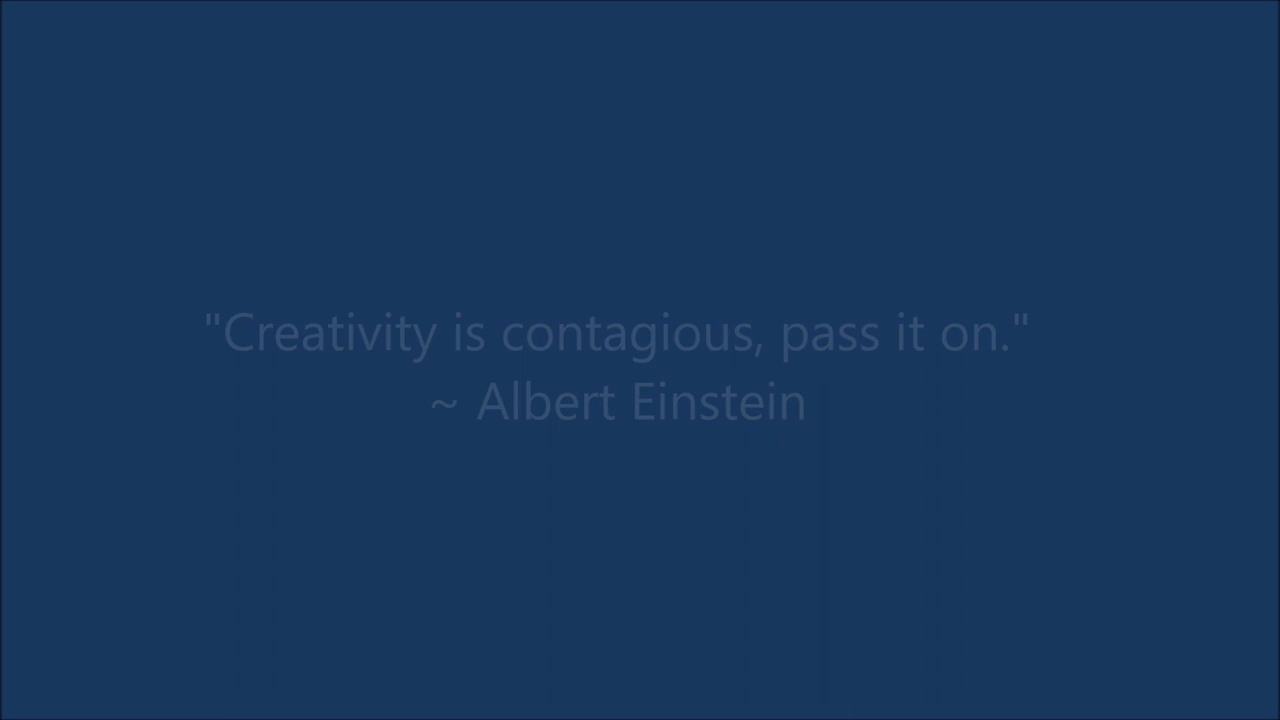 "Creativity is contagious, pass it on."
~ Albert Einstein